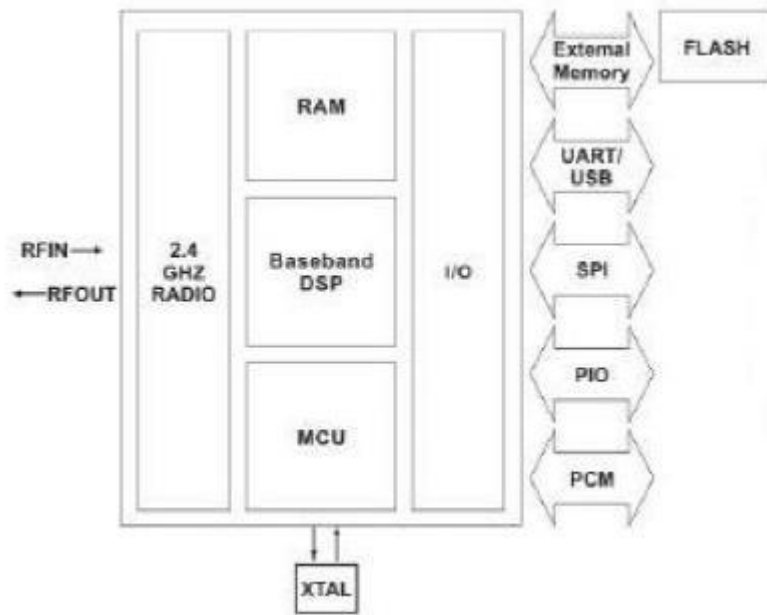 External
Memory
FLASH
RAM
UART/
USB
RFIN
RFOUT
2.4
GHZ
RADIO
Baseband
DSP
I/O
SPI
PIO
MCU
PCM
XTAL